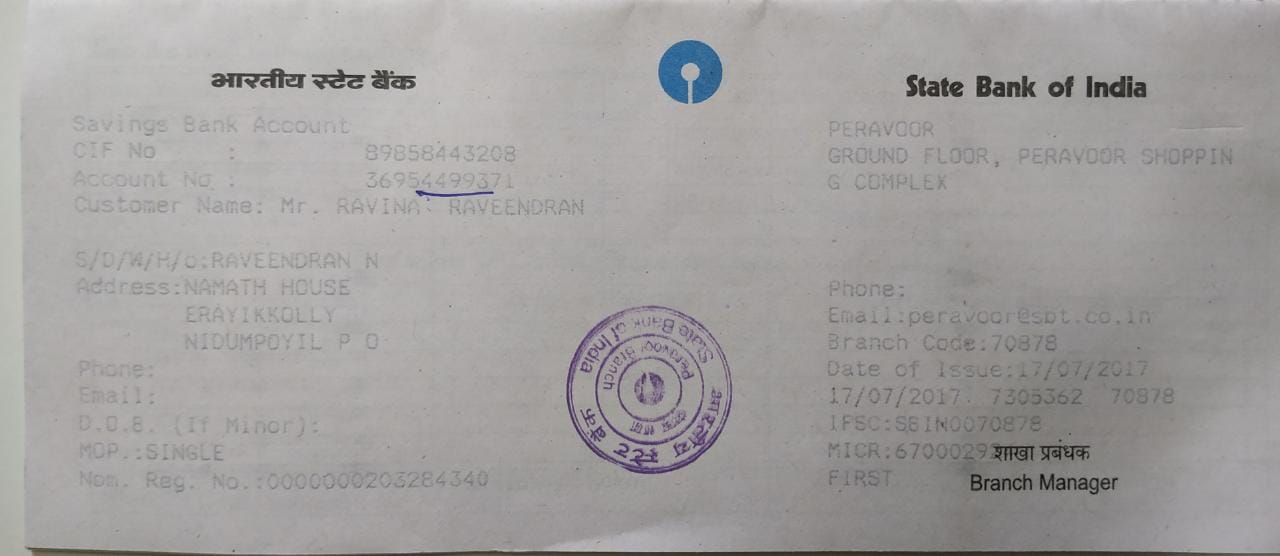 भारतीय स्टेट बैंक
State Bank of India
Savings Bank Account
CIF No : 89858443208
Account No : 36954499371
Customer Name: Mr. RAVINA RAVEENDRAN
S/D/W/H/o:RAVEENDRAN N
Address:NAMATH HOUSE
ERAYIKKOLLY
NIDUMPOYIL P O
Phone:
Email:
D.O.B. (If Minor):
MOP.:SINGLE
Nom. Reg. No.:0000000203284340
PERAVOOR
GROUND FLOOR, PERAVOOR SHOPPIN
G COMPLEX
Phone:
Email:peravoor@sbt.co.in
Branch Code:70878
Date of Issue:17/07/2017
17/07/2017 7305362 70878
IFSC:SBIN0070878
MICR:67000292
FIRST
शाखा प्रबंधक
Branch Manager
भारतीय स्टेट बैंक
State Bank of India
Peravoor Branch